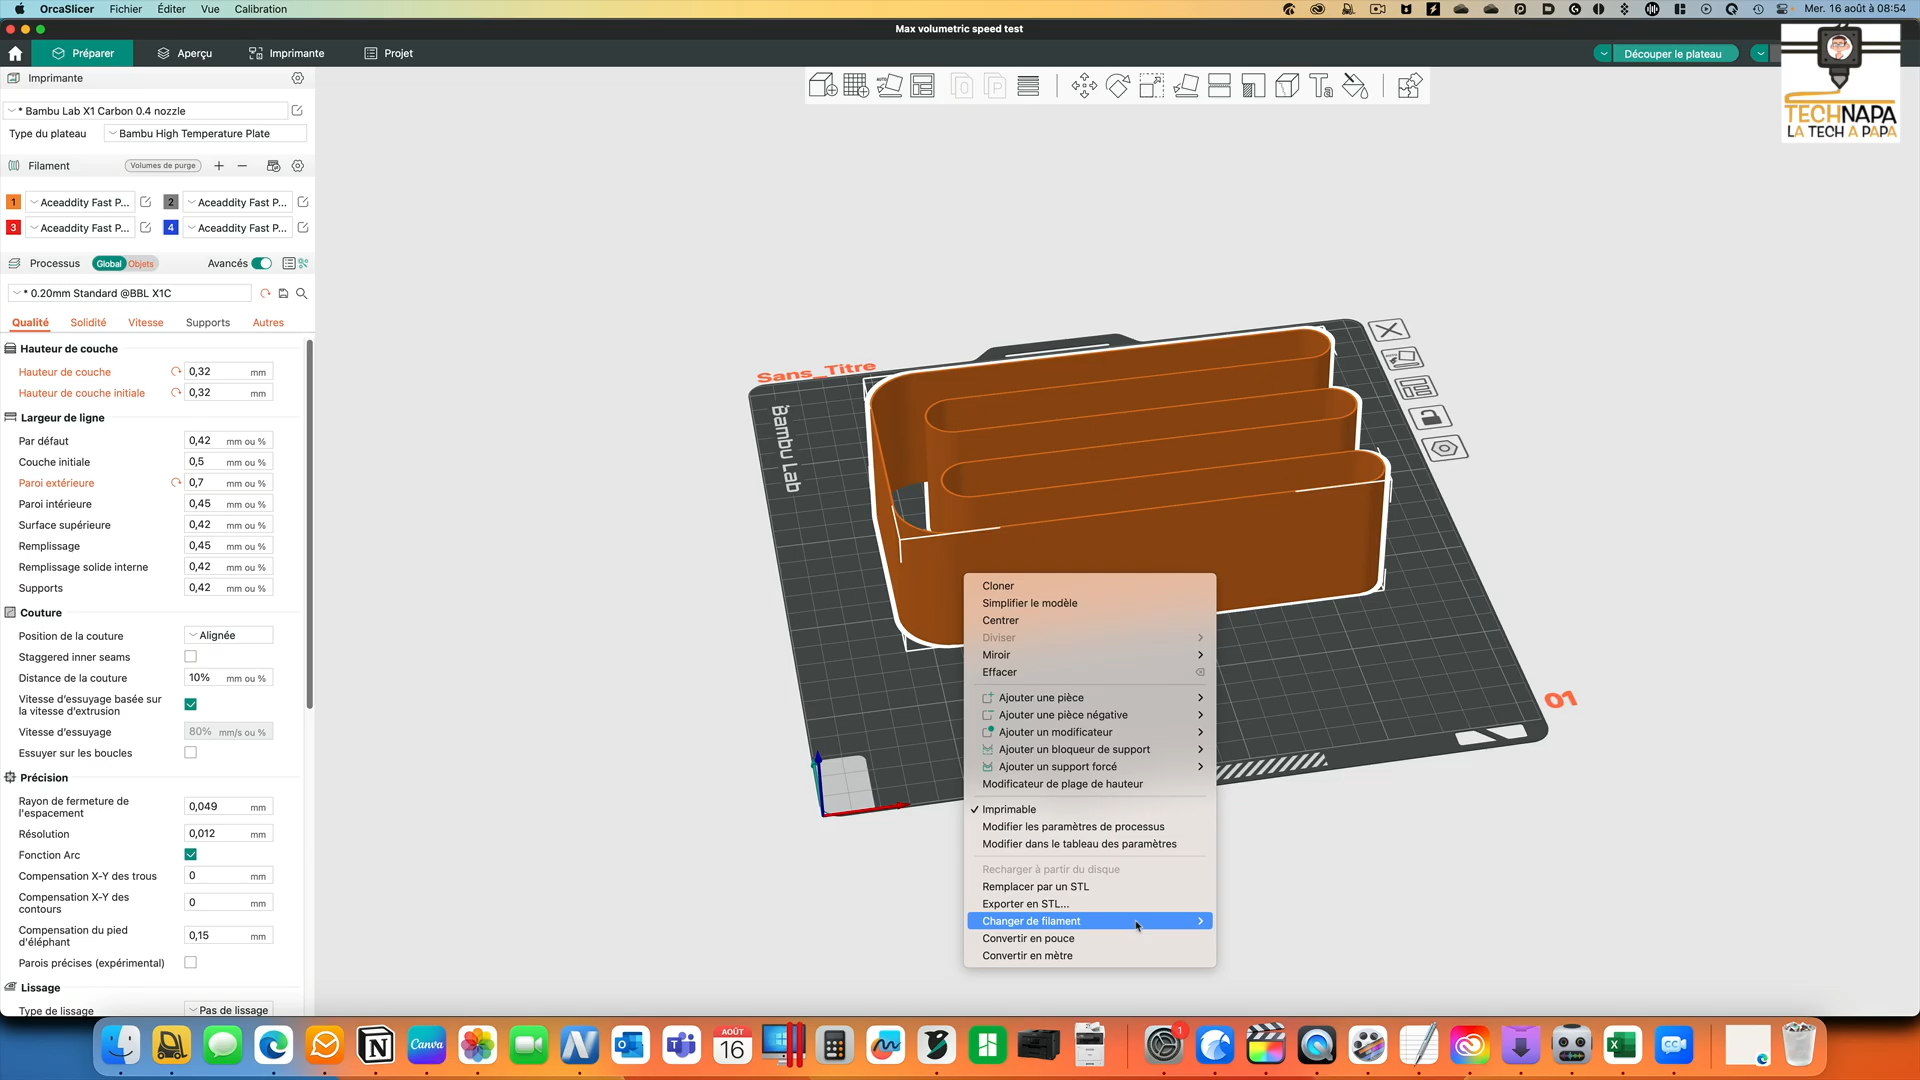 OrcaSlicer Fichier Éditer Vue Calibration
Mer. 16 août à 08:54
Max volumetric speed test
Préparer Aperçu Imprimante Projet
Découper le plateau
TECHNAPA
LA TECH A PAPA
Imprimante
* Bambu Lab X1 Carbon 0.4 nozzle
Type du plateau Bambu High Temperature Plate
Filament Volumes de purge + −
1 Aceaddity Fast P... 2 Aceaddity Fast P...
3 Aceaddity Fast P... 4 Aceaddity Fast P...
Processus Global Objets Avancés
* 0.20mm Standard @BBL X1C
Qualité Solidité Vitesse Supports Autres
Hauteur de couche
Hauteur de couche 0,32 mm
Hauteur de couche initiale 0,32 mm
Largeur de ligne
Par défaut 0,42 mm ou %
Couche initiale 0,5 mm ou %
Paroi extérieure 0,7 mm ou %
Paroi intérieure 0,45 mm ou %
Surface supérieure 0,42 mm ou %
Remplissage 0,45 mm ou %
Remplissage solide interne 0,42 mm ou %
Supports 0,42 mm ou %
Couture
Position de la couture Alignée
Staggered inner seams
Distance de la couture 10% mm ou %
Vitesse d'essuyage basée sur
la vitesse d'extrusion
Vitesse d'essuyage 80% mm/s ou %
Essuyer sur les boucles
Précision
Rayon de fermeture de
l'espacement 0,049 mm
Résolution 0,012 mm
Fonction Arc
Compensation X-Y des trous 0 mm
Compensation X-Y des
contours 0 mm
Compensation du pied
d'éléphant 0,15 mm
Parois précises (expérimental)
Lissage
Type de lissage Pas de lissage
Sans_Titre
Bambu Lab
AUTO
01
Cloner
Simplifier le modèle
Centrer
Diviser
Miroir
Effacer
Ajouter une pièce
Ajouter une pièce négative
Ajouter un modificateur
Ajouter un bloqueur de support
Ajouter un support forcé
Modificateur de plage de hauteur
Imprimable
Modifier les paramètres de processus
Modifier dans le tableau des paramètres
Recharger à partir du disque
Remplacer par un STL
Exporter en STL...
Changer de filament
Convertir en pouce
Convertir en mètre
Canva
AOÛT
16
1